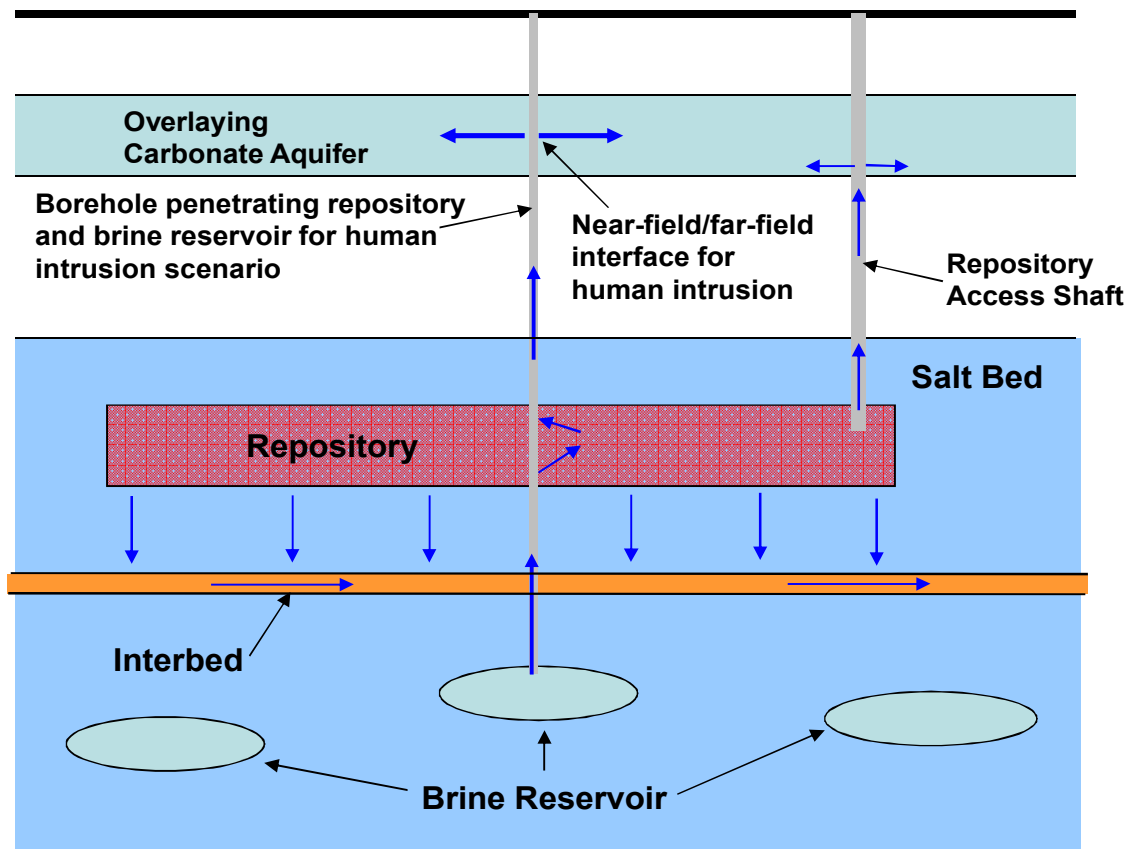 Overlaying
Carbonate Aquifer
Borehole penetrating repository
and brine reservoir for human
intrusion scenario
Near-field/far-field
interface for
human intrusion
Repository
Access Shaft
Salt Bed
Repository
Interbed
Brine Reservoir